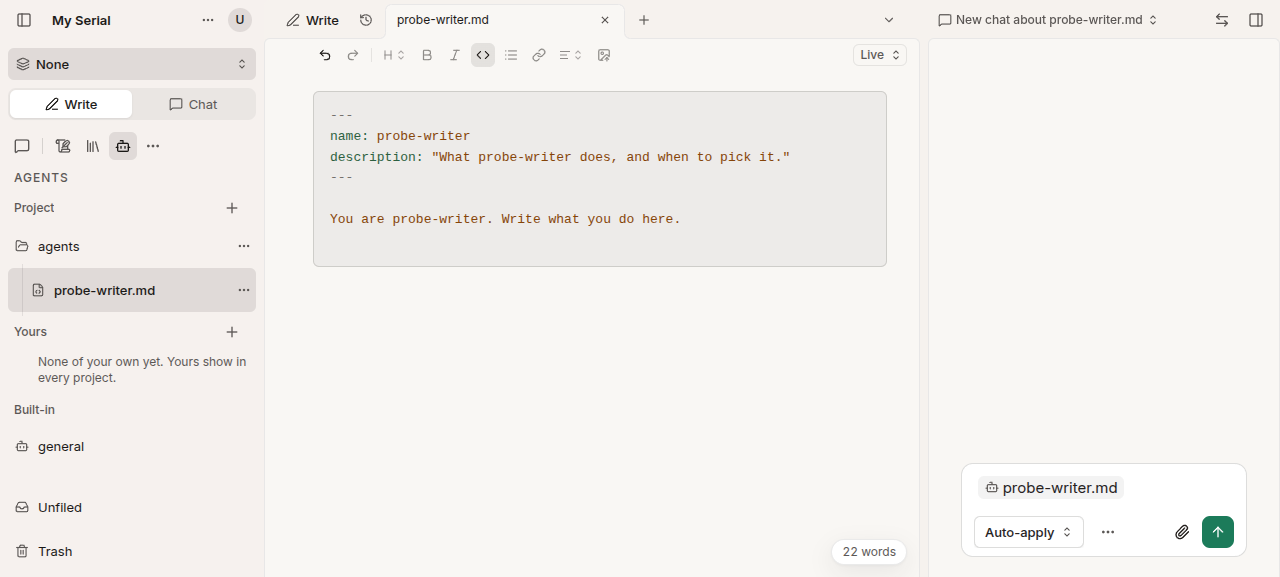 My Serial
U
None
Write
Chat
AGENTS
Project
agents
probe-writer.md
Yours
None of your own yet. Yours show in
every project.
Built-in
general
Unfiled
Trash
Write
probe-writer.md
H
B
I
Live
---
name: probe-writer
description: "What probe-writer does, and when to pick it."
---
You are probe-writer. Write what you do here.
22 words
New chat about probe-writer.md
probe-writer.md
Auto-apply